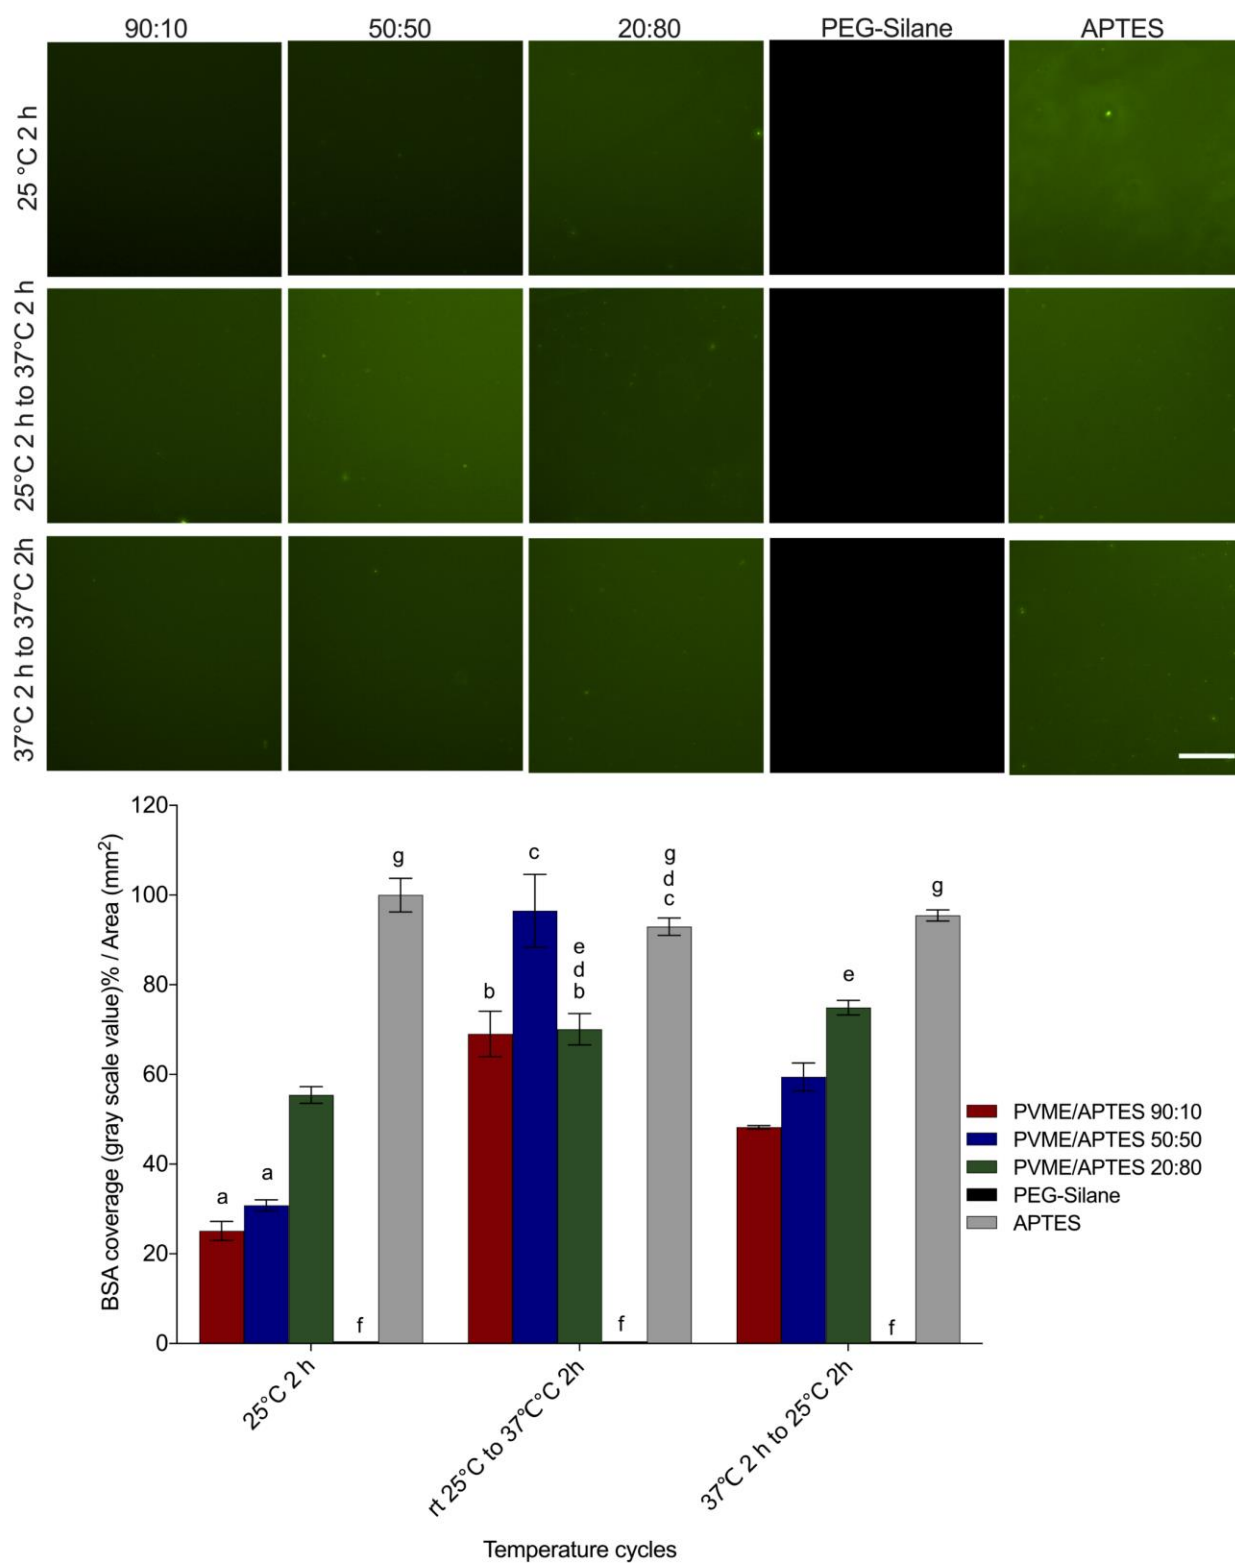 90:10 50:50 20:80 PEG-Silane APTES
25 °C 2 h
25°C 2 h to 37°C 2 h
37°C 2 h to 37°C 2h
BSA coverage (gray scale value)% / Area (mm²)
120
100
80
60
40
20
0
a
a
f
g
b
c
e
d
b
f
g
d
c
e
f
g
PVME/APTES 90:10
PVME/APTES 50:50
PVME/APTES 20:80
PEG-Silane
APTES
25°C 2 h
rt 25°C to 37°C°C 2h
37°C 2 h to 25°C 2h
Temperature cycles